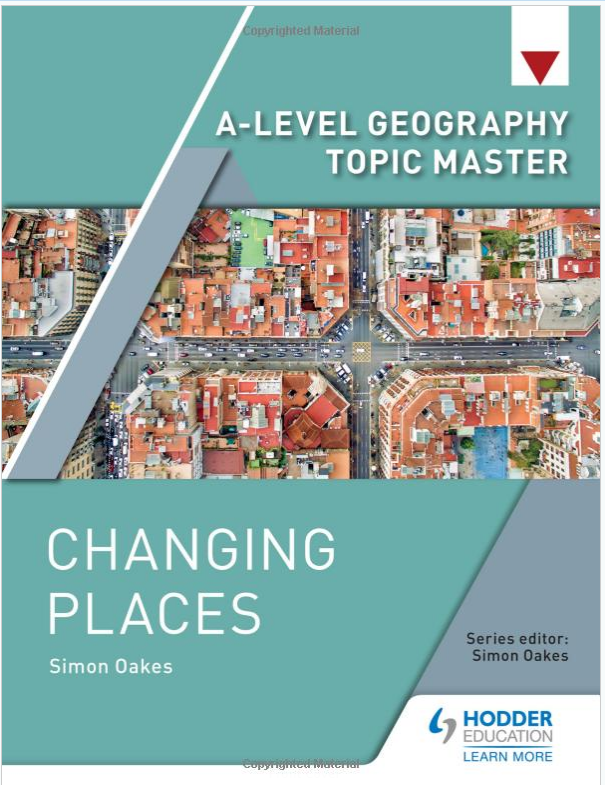 Copyrighted Material
A-LEVEL GEOGRAPHY
TOPIC MASTER
CHANGING
PLACES
Simon Oakes
Series editor:
Simon Oakes
HODDER
EDUCATION
LEARN MORE
Copyrighted Material